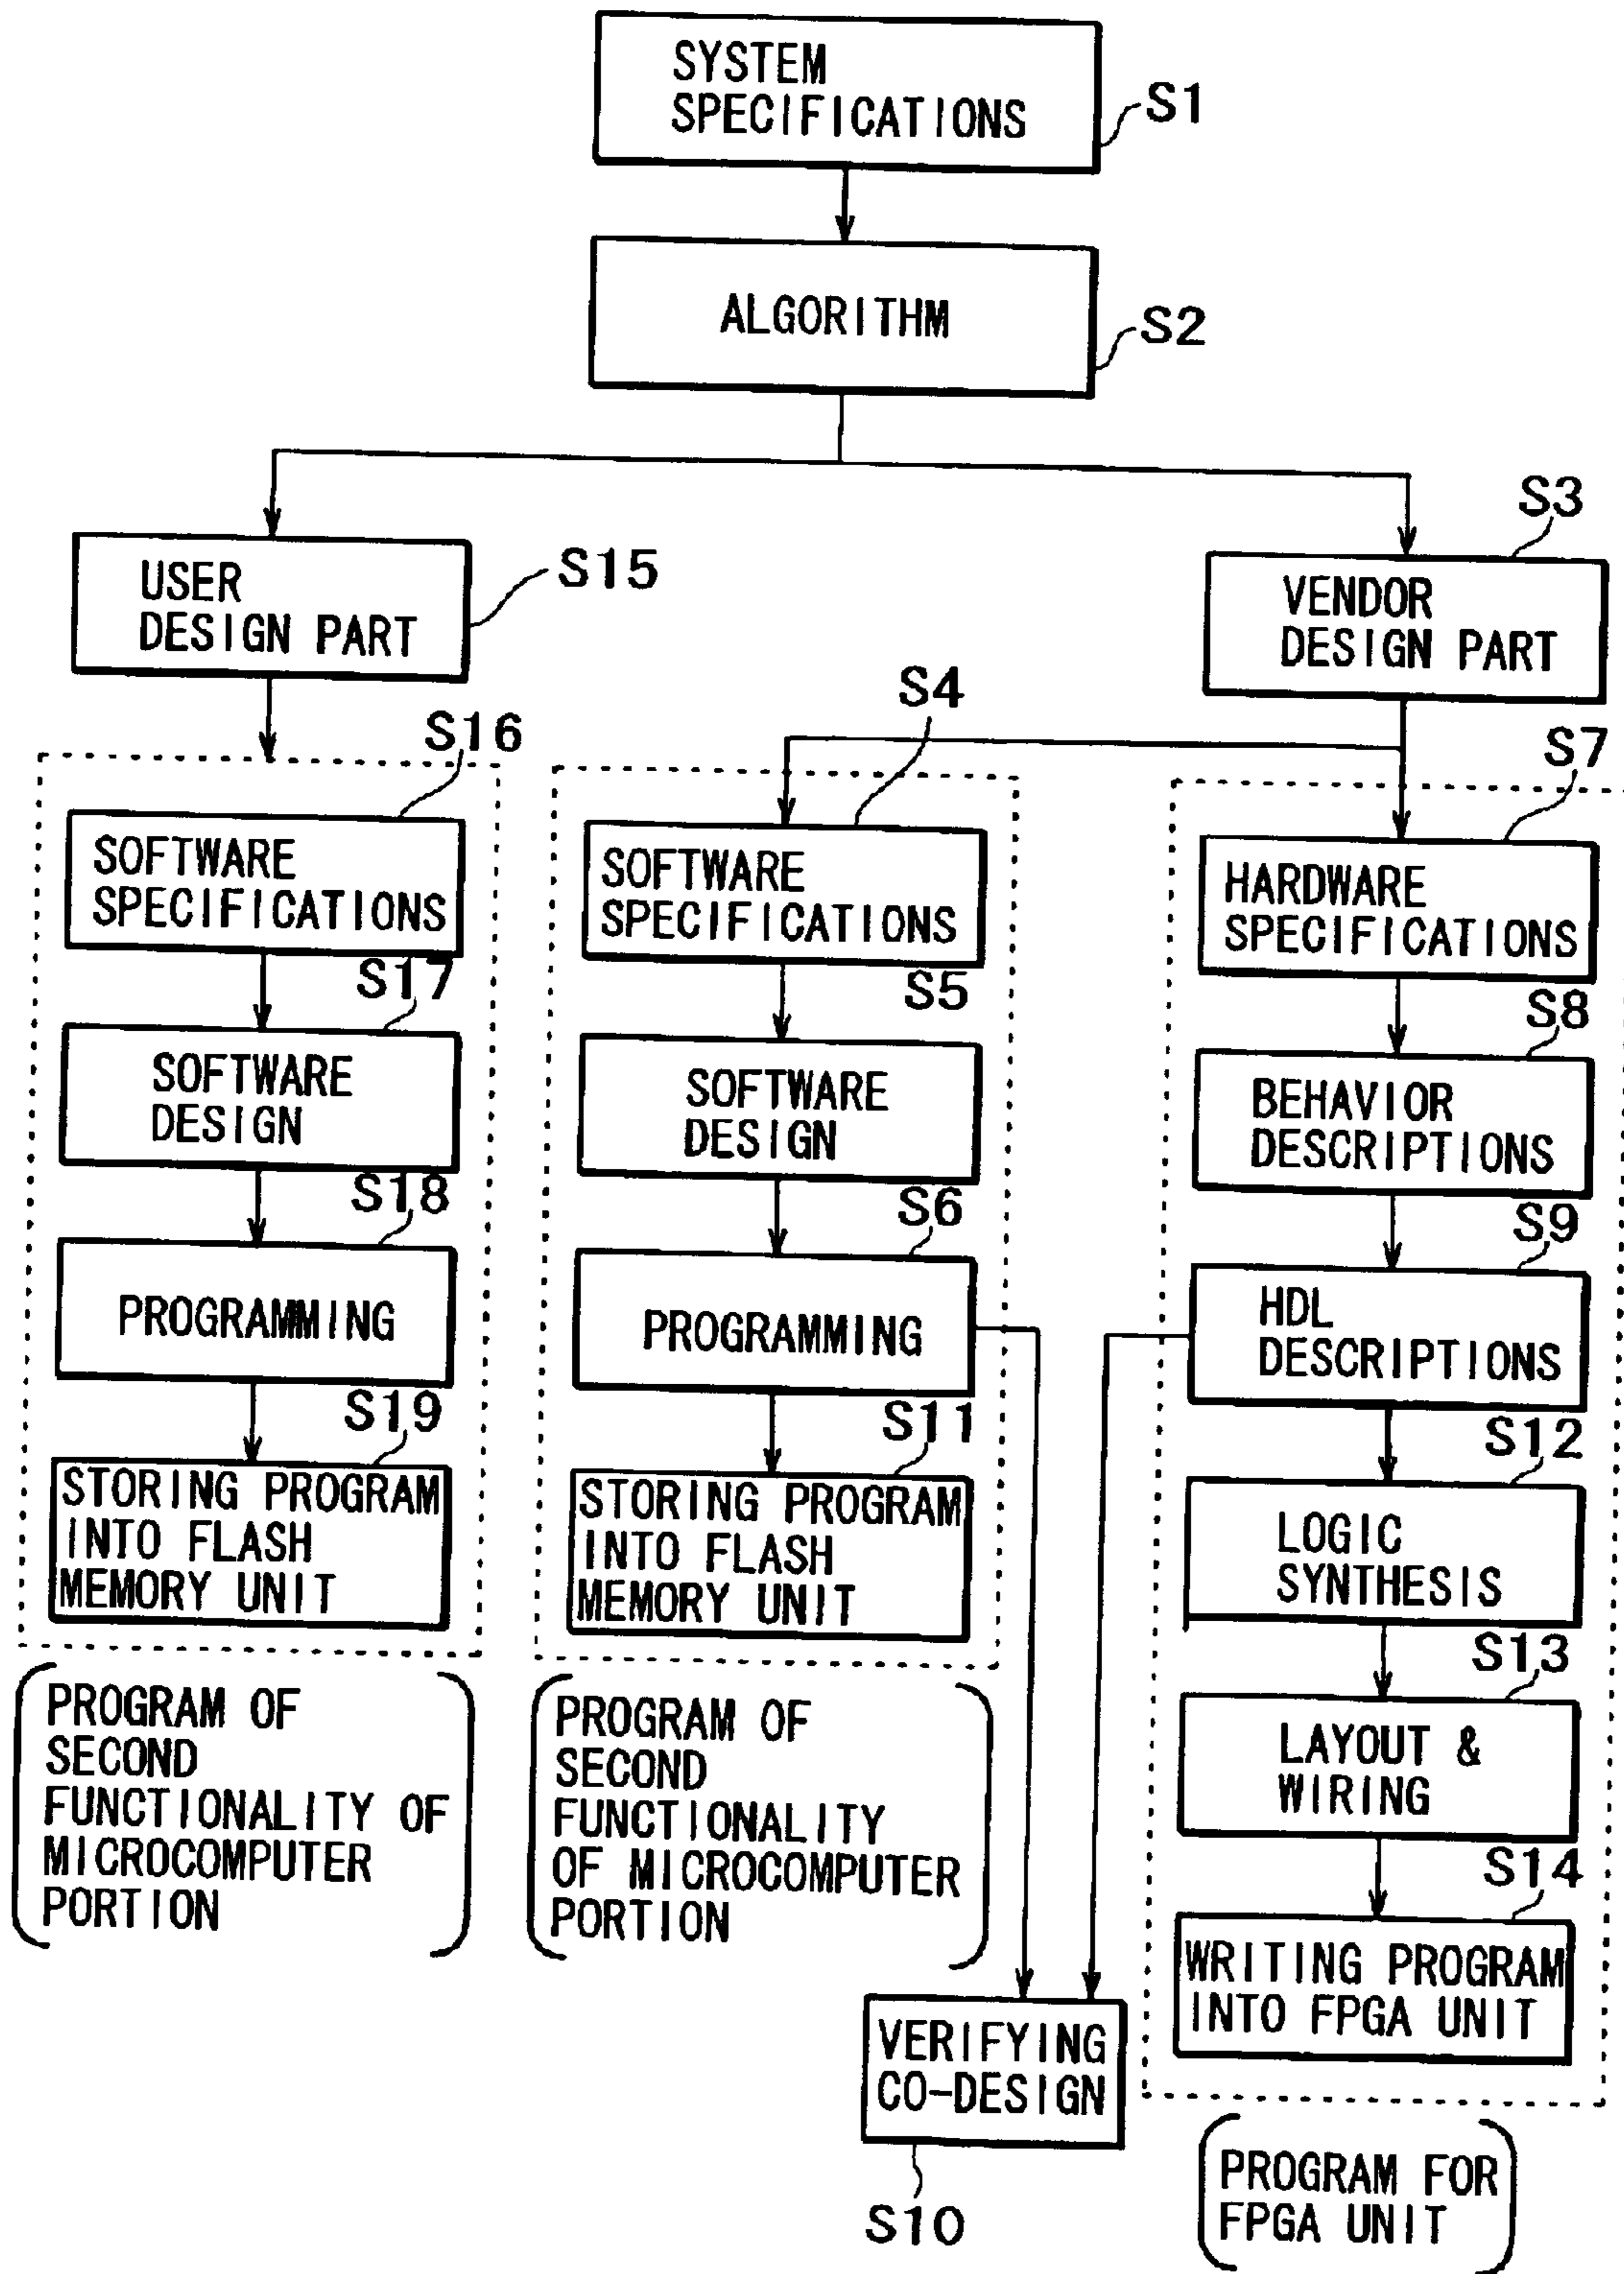 SYSTEM
SPECIFICATIONS
S1
ALGORITHM
S2
S3
USER
DESIGN PART
S15
VENDOR
DESIGN PART
S4
S16
S7
SOFTWARE
SPECIFICATIONS
SOFTWARE
SPECIFICATIONS
HARDWARE
SPECIFICATIONS
S17
S5
S8
SOFTWARE
DESIGN
SOFTWARE
DESIGN
BEHAVIOR
DESCRIPTIONS
S18
S6
S9
PROGRAMMING
PROGRAMMING
HDL
DESCRIPTIONS
S19
S11
S12
STORING PROGRAM
INTO FLASH
MEMORY UNIT
STORING PROGRAM
INTO FLASH
MEMORY UNIT
LOGIC
SYNTHESIS
S13
PROGRAM OF
SECOND
FUNCTIONALITY OF
MICROCOMPUTER
PORTION
PROGRAM OF
SECOND
FUNCTIONALITY
OF MICROCOMPUTER
PORTION
LAYOUT &
WIRING
S14
WRITING PROGRAM
INTO FPGA UNIT
VERIFYING
CO-DESIGN
S10
PROGRAM FOR
FPGA UNIT